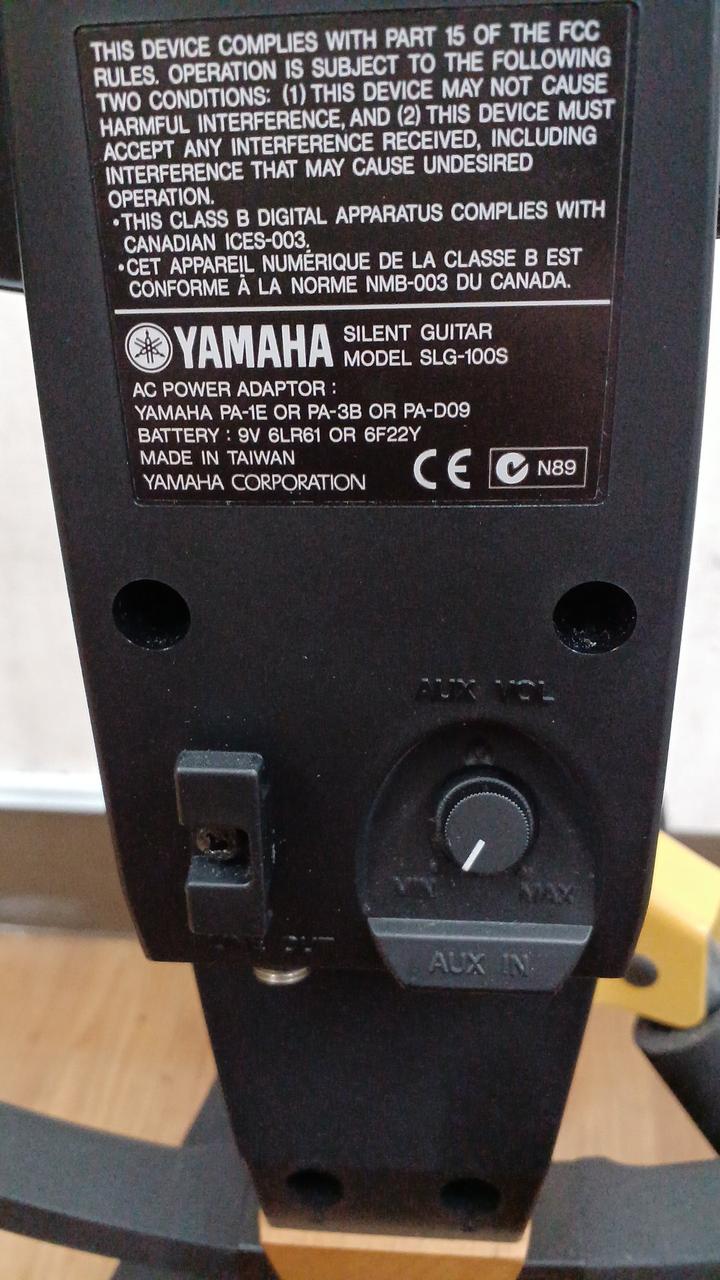 THIS DEVICE COMPLIES WITH PART 15 OF THE FCC
RULES. OPERATION IS SUBJECT TO THE FOLLOWING
TWO CONDITIONS: (1) THIS DEVICE MAY NOT CAUSE
HARMFUL INTERFERENCE, AND (2) THIS DEVICE MUST
ACCEPT ANY INTERFERENCE RECEIVED, INCLUDING
INTERFERENCE THAT MAY CAUSE UNDESIRED
OPERATION.
•THIS CLASS B DIGITAL APPARATUS COMPLIES WITH
CANADIAN ICES-003.
•CET APPAREIL NUMÉRIQUE DE LA CLASSE B EST
CONFORME À LA NORME NMB-003 DU CANADA.
YAMAHA
SILENT GUITAR
MODEL SLG-100S
AC POWER ADAPTOR :
YAMAHA PA-1E OR PA-3B OR PA-D09
BATTERY : 9V 6LR61 OR 6F22Y
MADE IN TAIWAN
YAMAHA CORPORATION
CE
N89
AUX VOL
MIN
MAX
LINE OUT
AUX IN